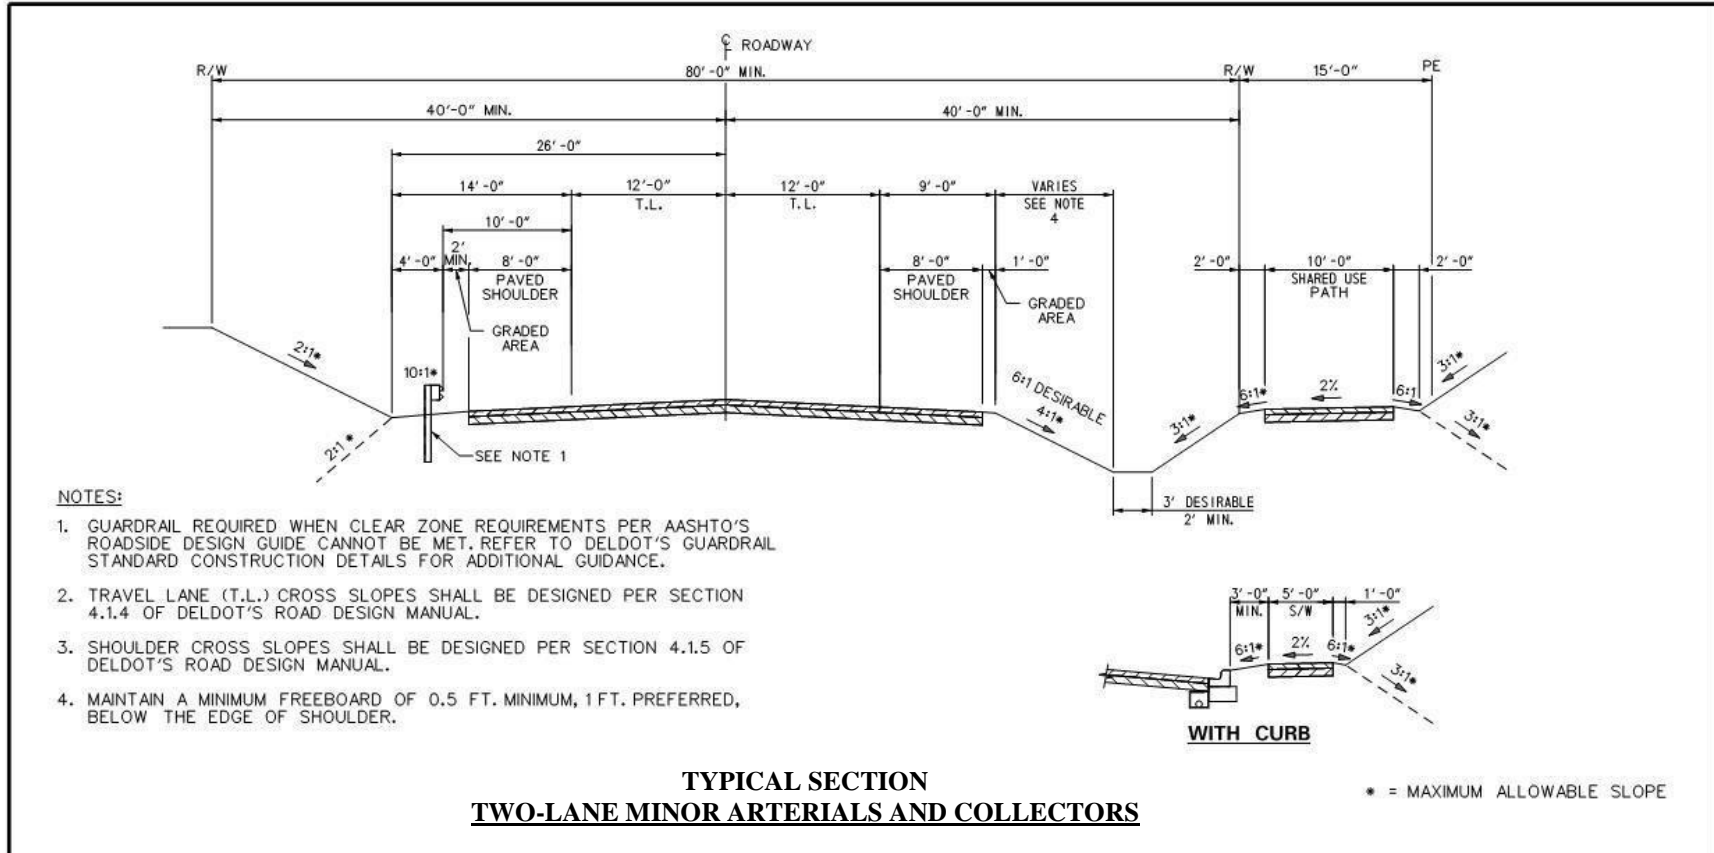 ℄ ROADWAY
R/W
80'-0" MIN.
R/W
15'-0"
PE
40'-0" MIN.
40'-0" MIN.
26'-0"
14'-0"
12'-0"
T.L.
12'-0"
T.L.
9'-0"
VARIES
SEE NOTE
4
10'-0"
4'-0"
2'
MIN.
8'-0"
PAVED
SHOULDER
GRADED
AREA
8'-0"
PAVED
SHOULDER
1'-0"
GRADED
AREA
2'-0"
10'-0"
SHARED USE
PATH
2'-0"
2:1*
10:1*
2:1*
SEE NOTE 1
6:1 DESIRABLE
4:1*
3:1*
6:1*
2%
6:1
3:1*
3:1*
3' DESIRABLE
2' MIN.
NOTES:
1. GUARDRAIL REQUIRED WHEN CLEAR ZONE REQUIREMENTS PER AASHTO'S
ROADSIDE DESIGN GUIDE CANNOT BE MET. REFER TO DELDOT'S GUARDRAIL
STANDARD CONSTRUCTION DETAILS FOR ADDITIONAL GUIDANCE.
2. TRAVEL LANE (T.L.) CROSS SLOPES SHALL BE DESIGNED PER SECTION
4.1.4 OF DELDOT'S ROAD DESIGN MANUAL.
3. SHOULDER CROSS SLOPES SHALL BE DESIGNED PER SECTION 4.1.5 OF
DELDOT'S ROAD DESIGN MANUAL.
4. MAINTAIN A MINIMUM FREEBOARD OF 0.5 FT. MINIMUM, 1 FT. PREFERRED,
BELOW THE EDGE OF SHOULDER.
3'-0"
MIN.
5'-0"
S/W
1'-0"
6:1*
2%
6:1*
3:1*
3:1*
WITH CURB
TYPICAL SECTION
TWO-LANE MINOR ARTERIALS AND COLLECTORS
* = MAXIMUM ALLOWABLE SLOPE